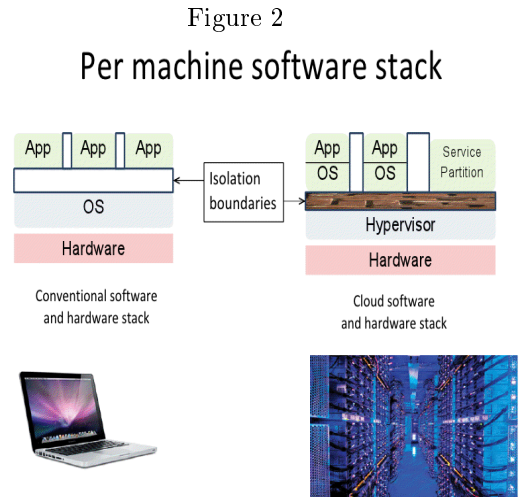 Figure 2
Per machine software stack
App App App
OS
Hardware
Conventional software
and hardware stack
Isolation
boundaries
App App
OS OS
Service
Partition
Hypervisor
Hardware
Cloud software
and hardware stack